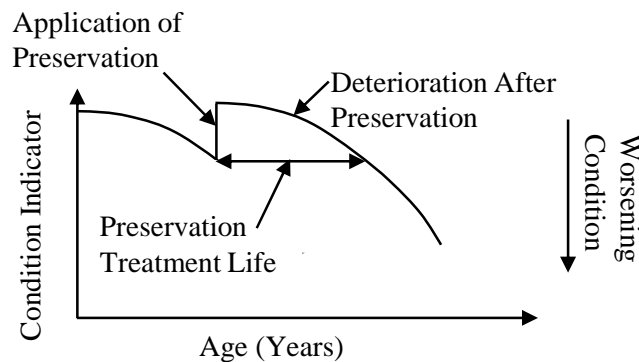 Application of
Preservation
Deterioration After
Preservation
Condition Indicator
Worsening
Condition
Preservation
Treatment Life
Age (Years)